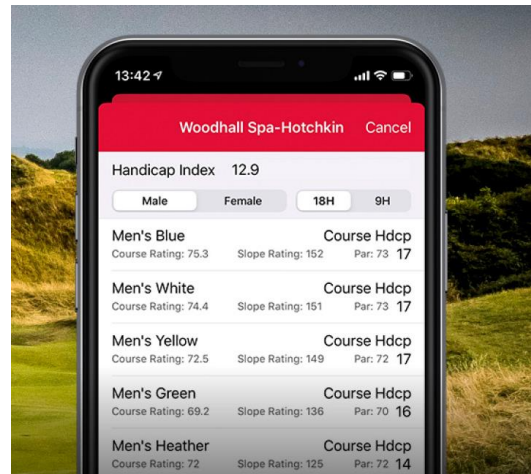 13:42
Woodhall Spa-Hotchkin Cancel
Handicap Index 12.9
Male Female 18H 9H
Men's Blue Course Hdcp
Course Rating: 75.3 Slope Rating: 152 Par: 73 17
Men's White Course Hdcp
Course Rating: 74.4 Slope Rating: 151 Par: 73 17
Men's Yellow Course Hdcp
Course Rating: 72.5 Slope Rating: 149 Par: 72 17
Men's Green Course Hdcp
Course Rating: 69.2 Slope Rating: 136 Par: 70 16
Men's Heather Course Hdcp
Course Rating: 72 Slope Rating: 125 Par: 72 14